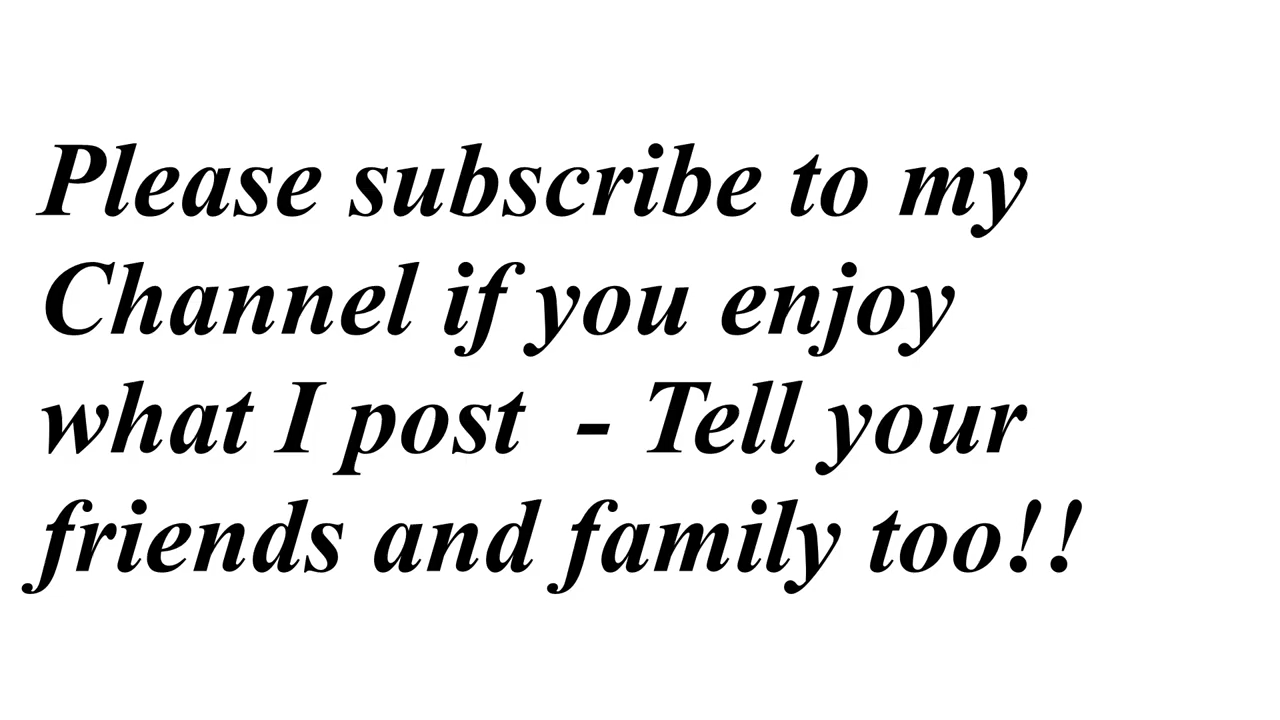 Please subscribe to my
Channel if you enjoy
what I post  - Tell your
friends and family too!!